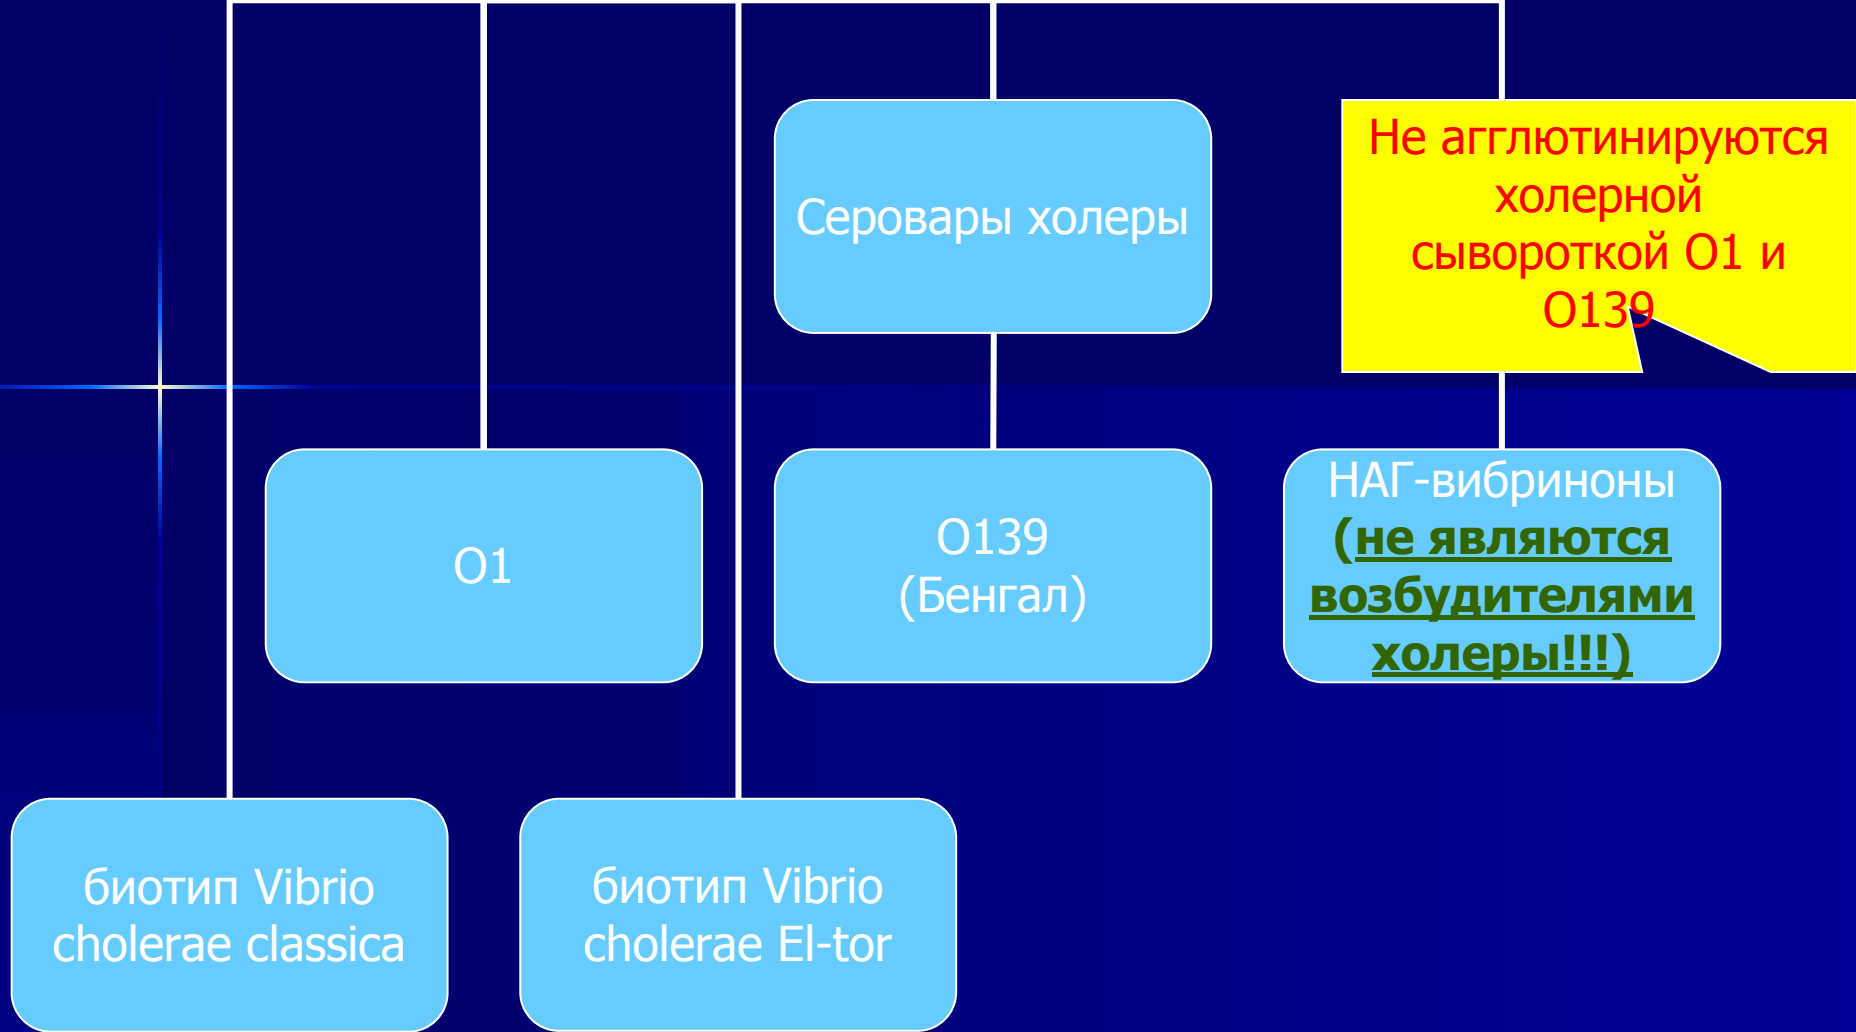 Серовары холеры
Не агглютинируются
холерной
сывороткой О1 и
О139
О1
О139
(Бенгал)
НАГ-вибриноны
(не являются
возбудителями
холеры!!!)
биотип Vibrio
cholerae classica
биотип Vibrio
cholerae El-tor